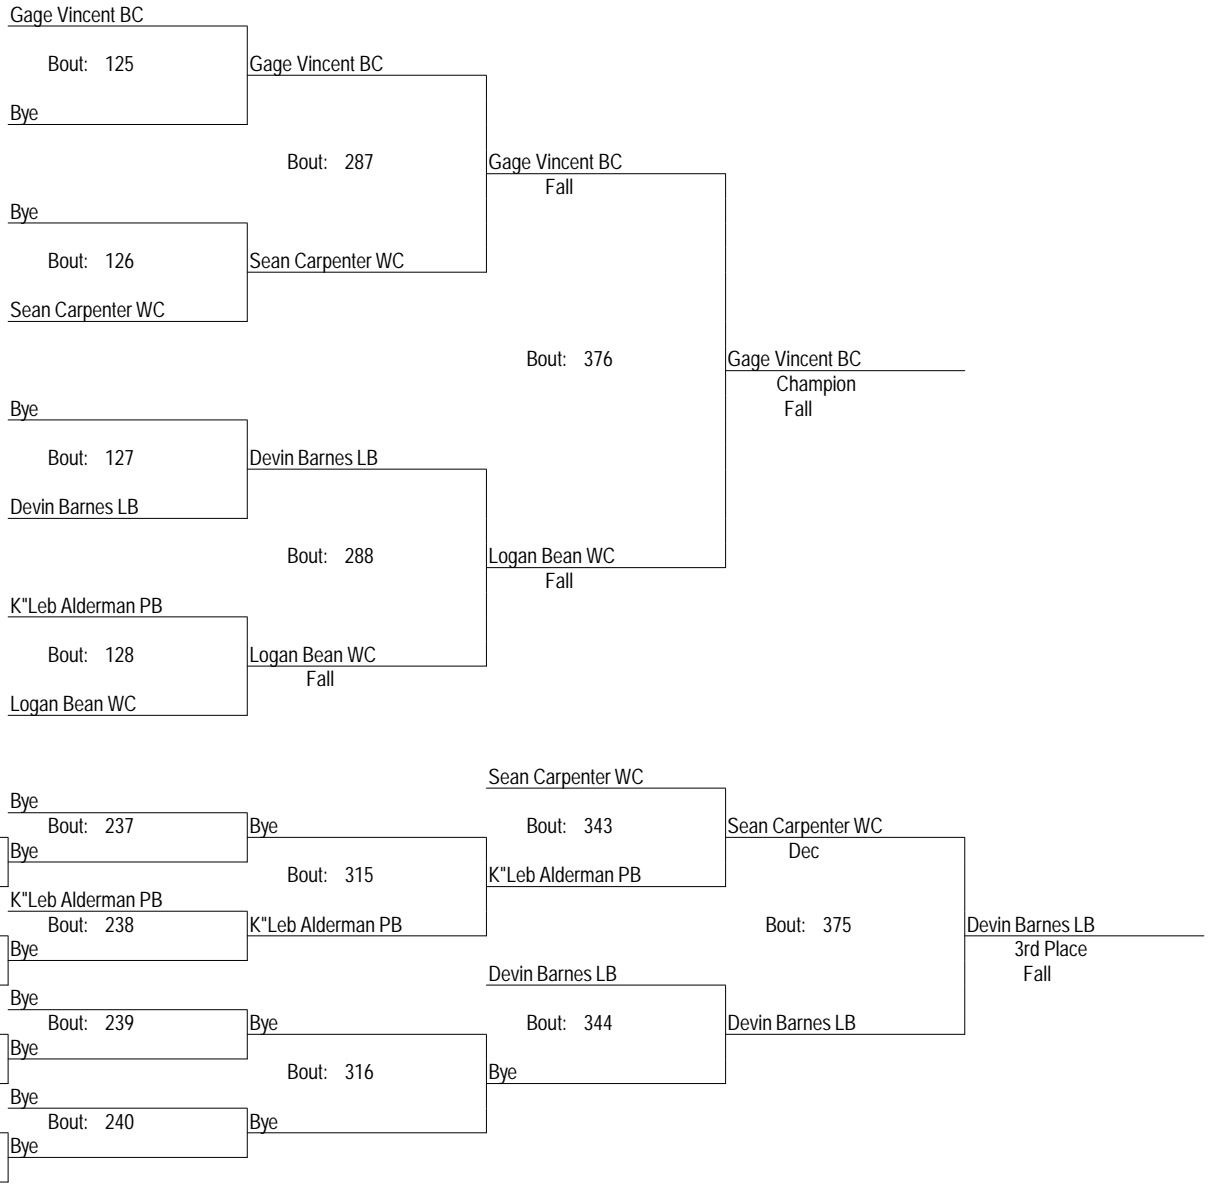 Gage Vincent BC
Bout: 125
Gage Vincent BC
Bye
Bout: 287
Gage Vincent BC
Fall
Bye
Bout: 126
Sean Carpenter WC
Sean Carpenter WC
Bout: 376
Gage Vincent BC
Champion
Fall
Bye
Bout: 127
Devin Barnes LB
Devin Barnes LB
Bout: 288
Logan Bean WC
Fall
K"Leb Alderman PB
Bout: 128
Logan Bean WC
Fall
Logan Bean WC
Sean Carpenter WC
Bye
Bout: 237
Bye
Bout: 343
Sean Carpenter WC
Dec
Bye
Bout: 315
K"Leb Alderman PB
K"Leb Alderman PB
Bout: 238
K"Leb Alderman PB
Bout: 375
Devin Barnes LB
3rd Place
Fall
Bye
Devin Barnes LB
Bye
Bout: 239
Bye
Bout: 344
Devin Barnes LB
Bye
Bout: 316
Bye
Bye
Bout: 240
Bye
Bye